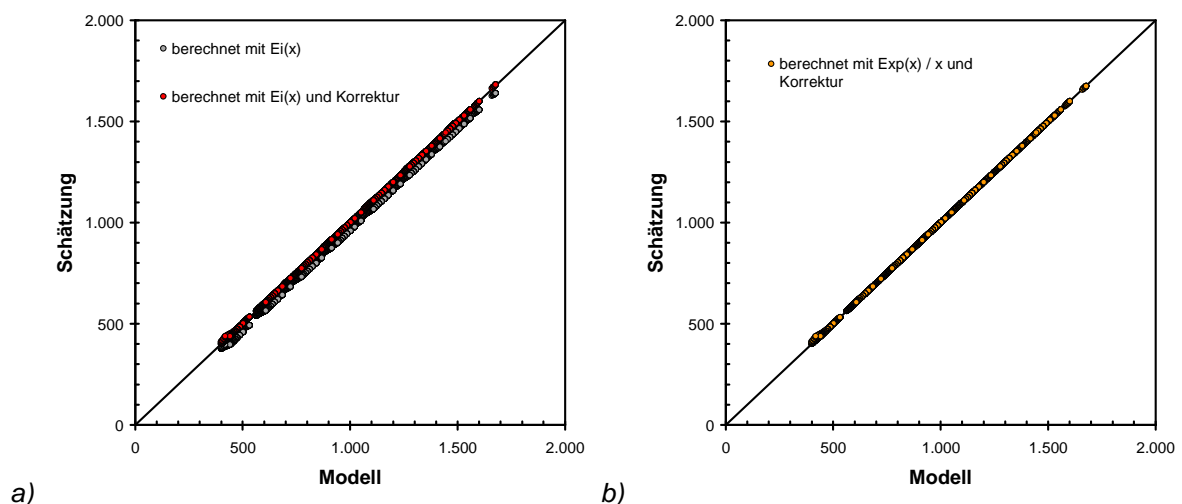 2.000
berechnet mit Ei(x)
berechnet mit Ei(x) und Korrektur
1.500
1.000
500
0
Schätzung
0 500 1.000 1.500 2.000
Modell
a)
2.000
berechnet mit Exp(x) / x und
Korrektur
1.500
1.000
500
0
Schätzung
0 500 1.000 1.500 2.000
Modell
b)